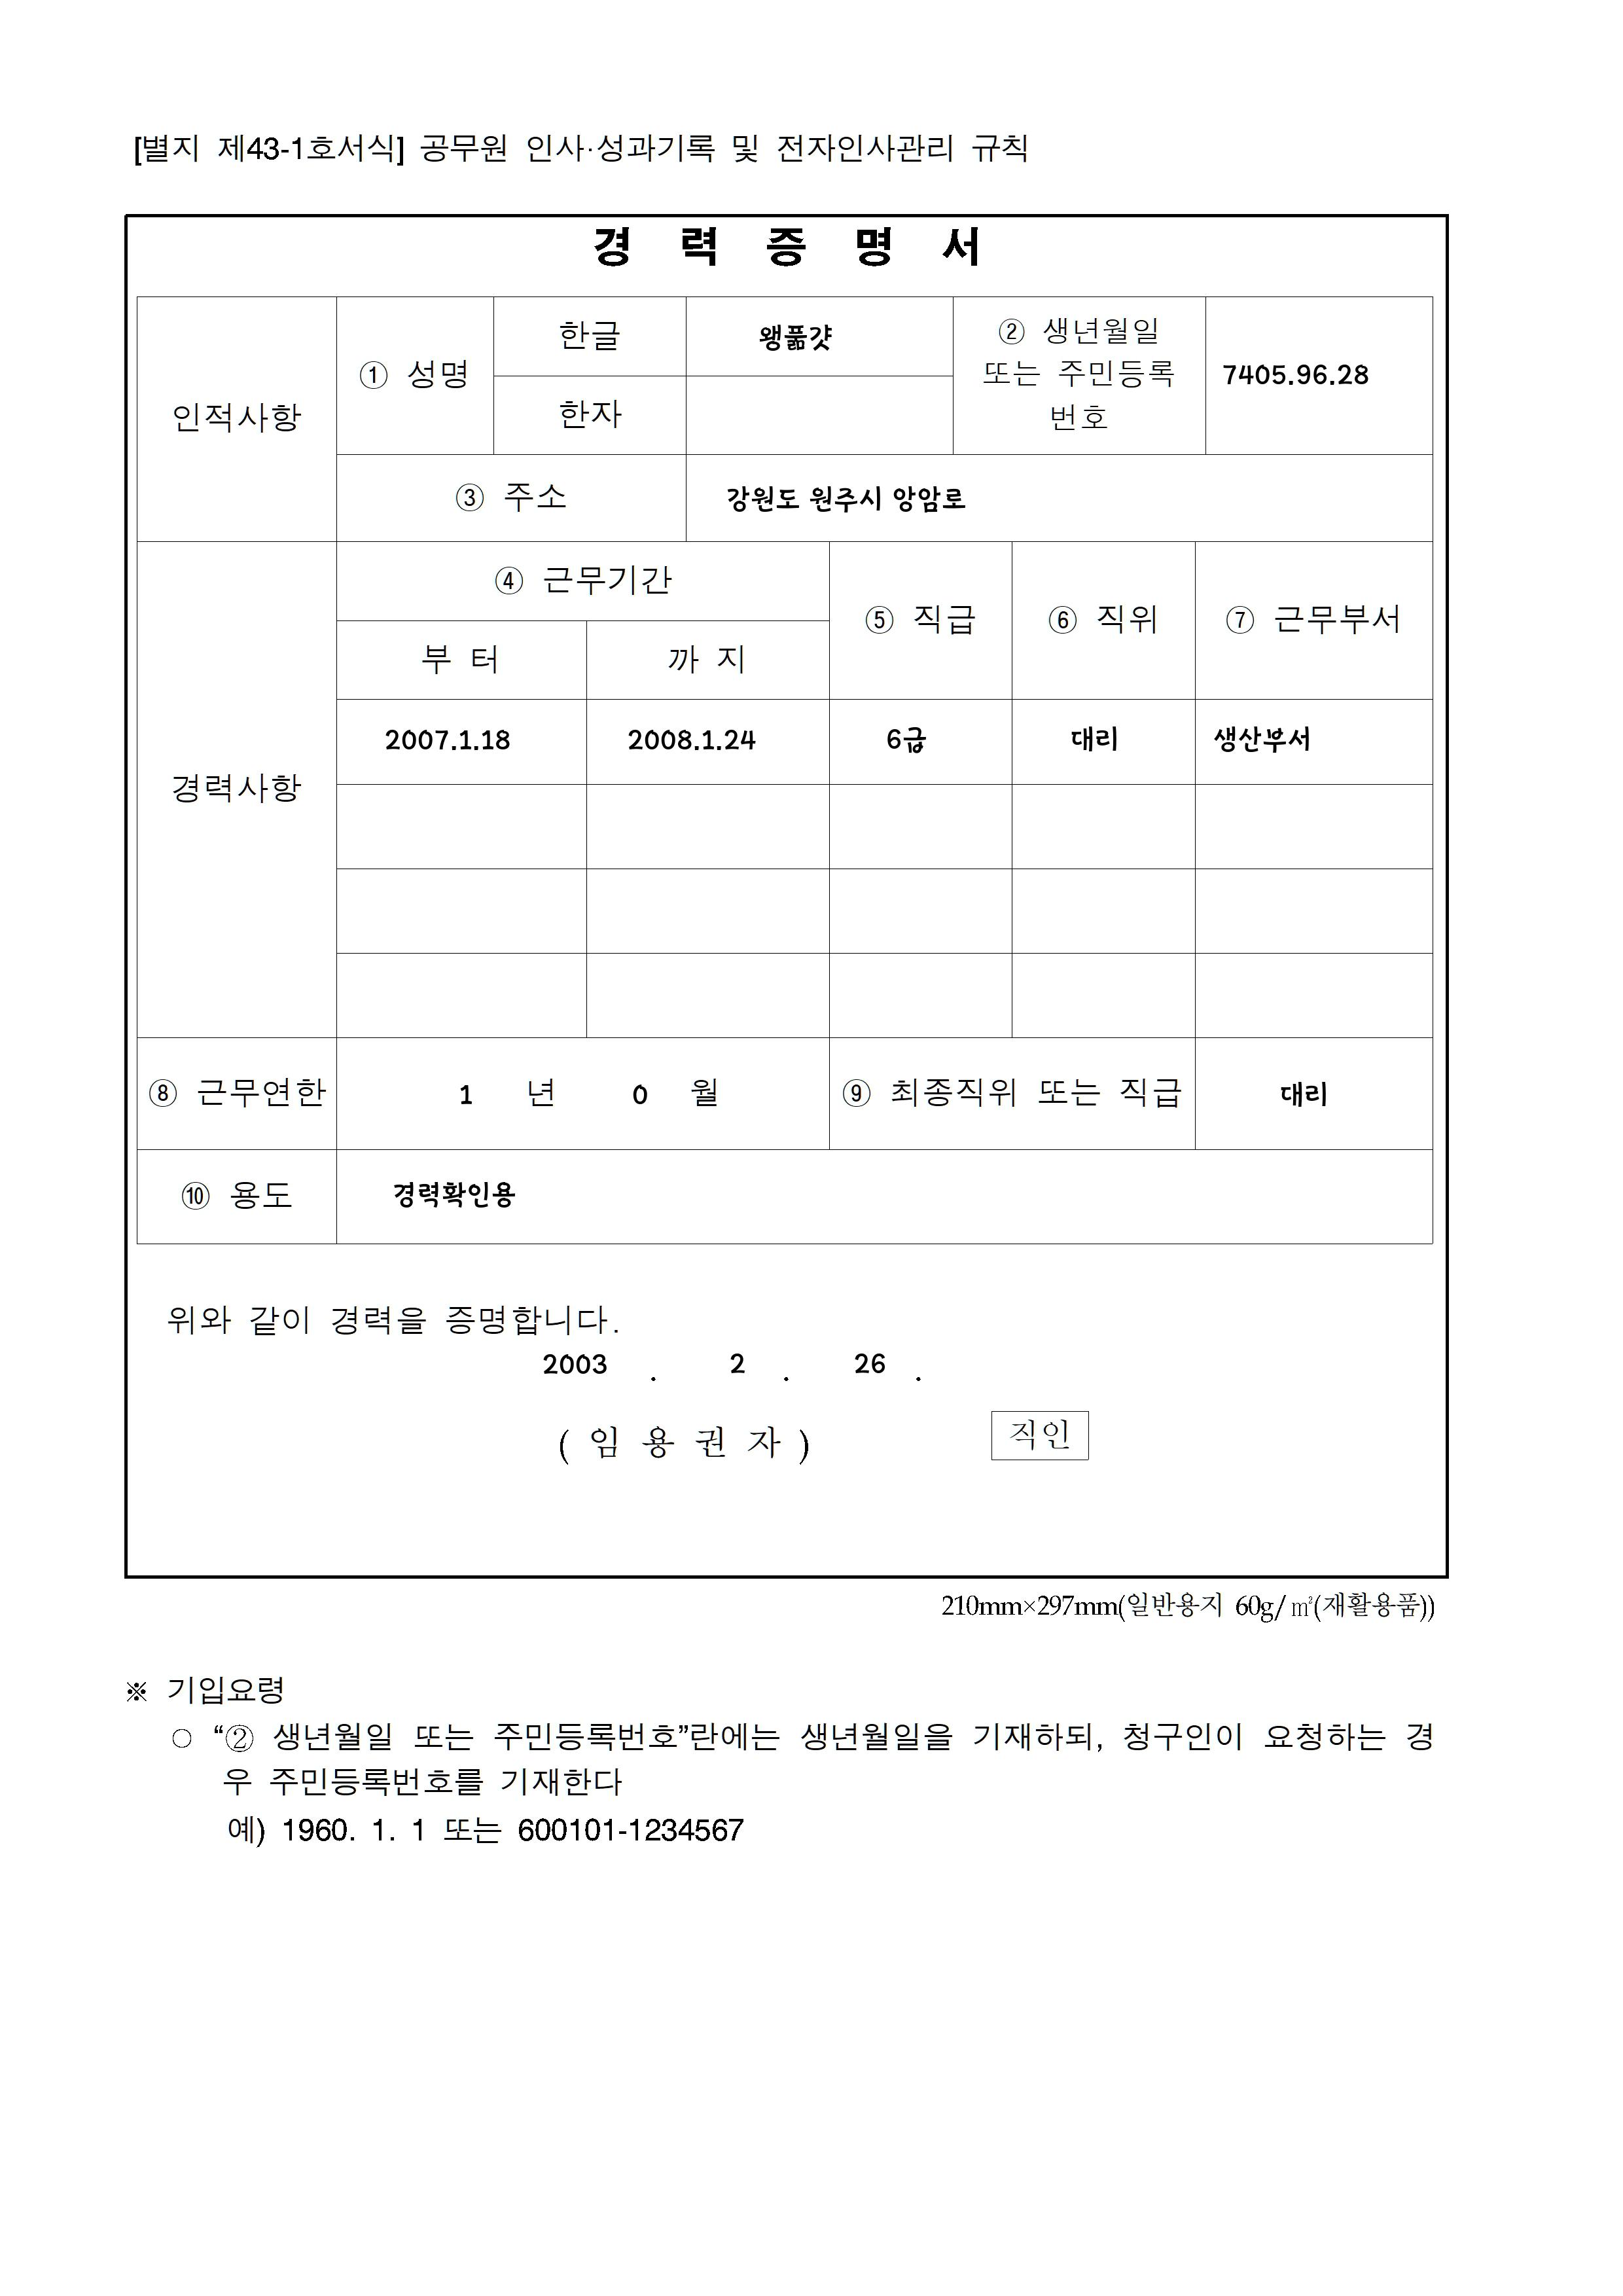 [별지 제43-1호서식] 공무원 인사·성과기록 및 전자인사관리 규칙
경 력 증 명 서
인적사항
① 성명
한글
왱풂걋
② 생년월일
또는 주민등록
번호
7405.96.28
한자
③ 주소
강원도 원주시 앙암로
경력사항
④ 근무기간
⑤ 직급
⑥ 직위
⑦ 근무부서
부 터
까 지
2007.1.18
2008.1.24
6급
대리
생산부서
⑧ 근무연한
1 년 0 월
⑨ 최종직위 또는 직급
대리
⑩ 용도
경력확인용
위와 같이 경력을 증명합니다.
2003 . 2 . 26 .
( 임 용 권 자 )
직인
210mm×297mm(일반용지 60g/㎡(재활용품))
※ 기입요령
○ “② 생년월일 또는 주민등록번호”란에는 생년월일을 기재하되, 청구인이 요청하는 경
우 주민등록번호를 기재한다
예) 1960. 1. 1 또는 600101-1234567